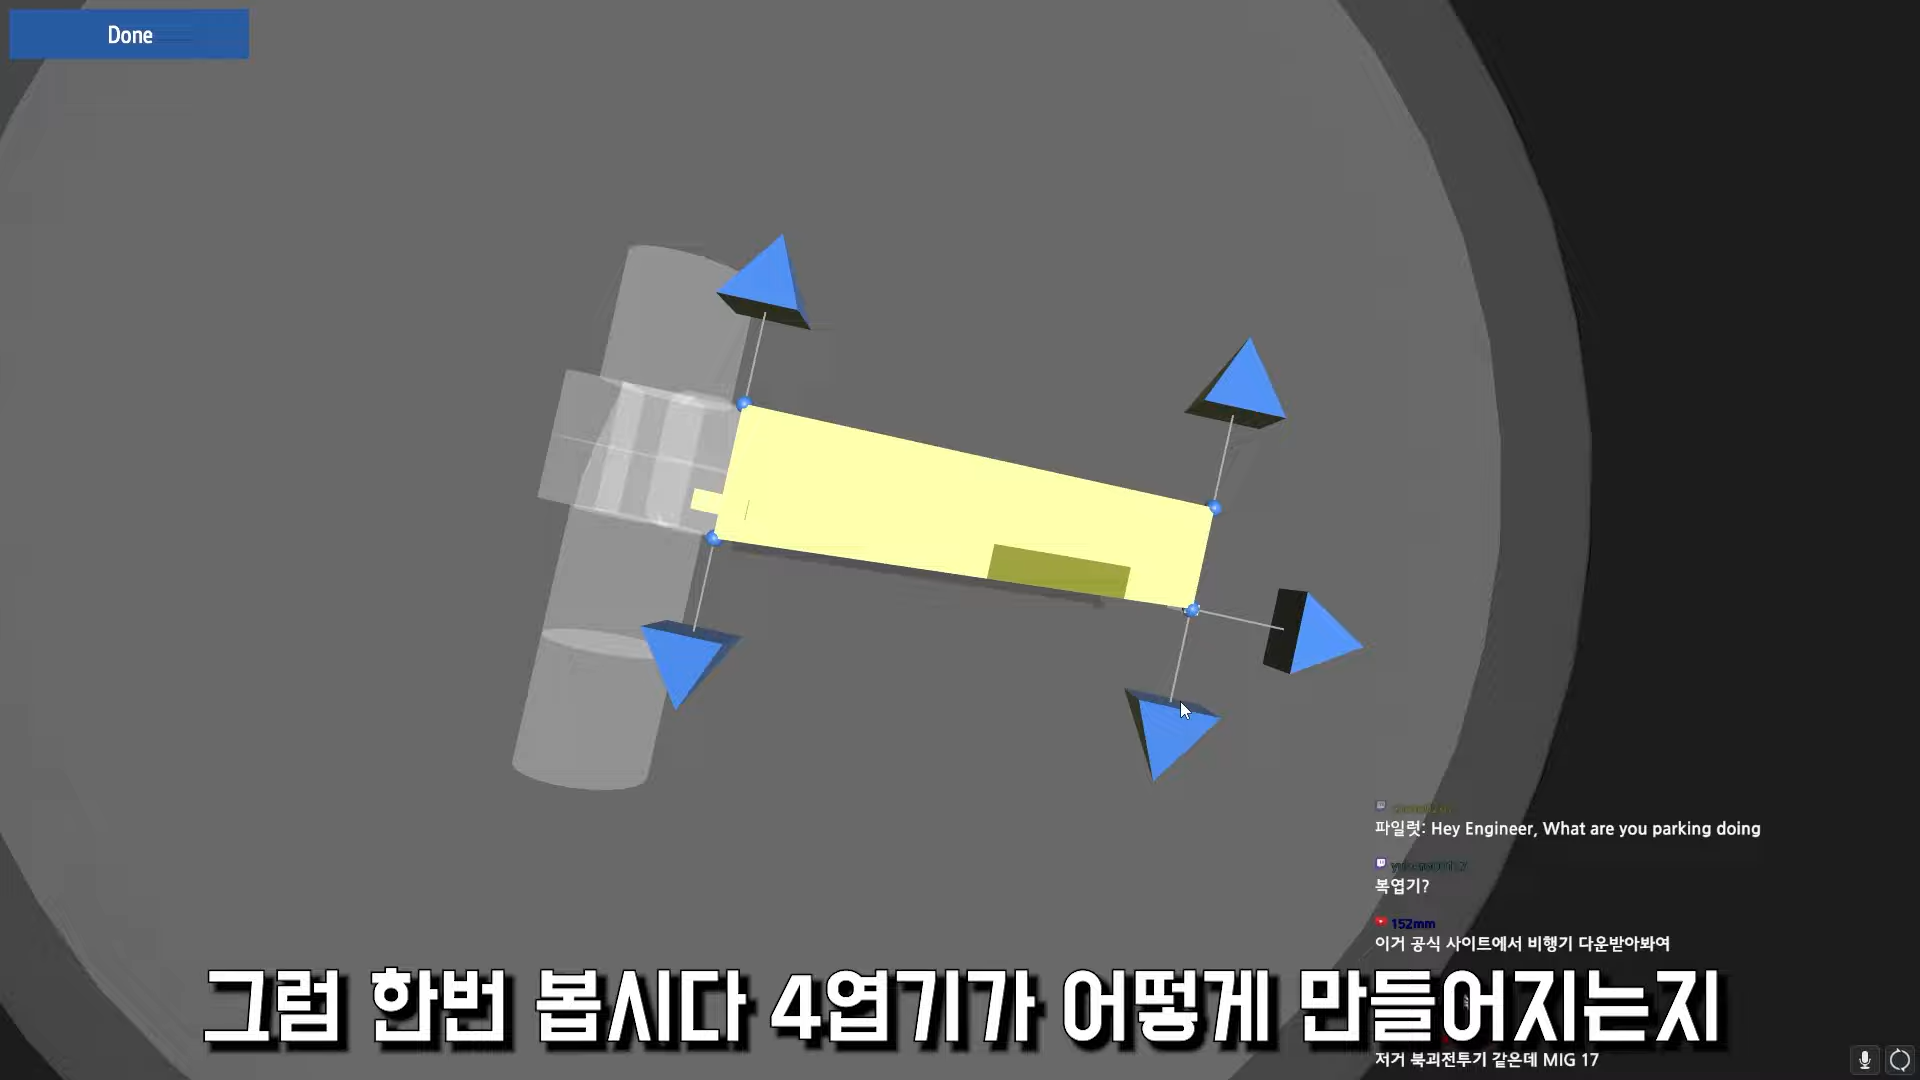 Done
파일럿: Hey Engineer, What are you parking doing
복엽기?
152mm
이거 공식 사이트에서 비행기 다운받아봐여
그럼 한번 봅시다 4엽기가 어떻게 만들어지는지
저거 북괴전투기 같은데 MIG 17